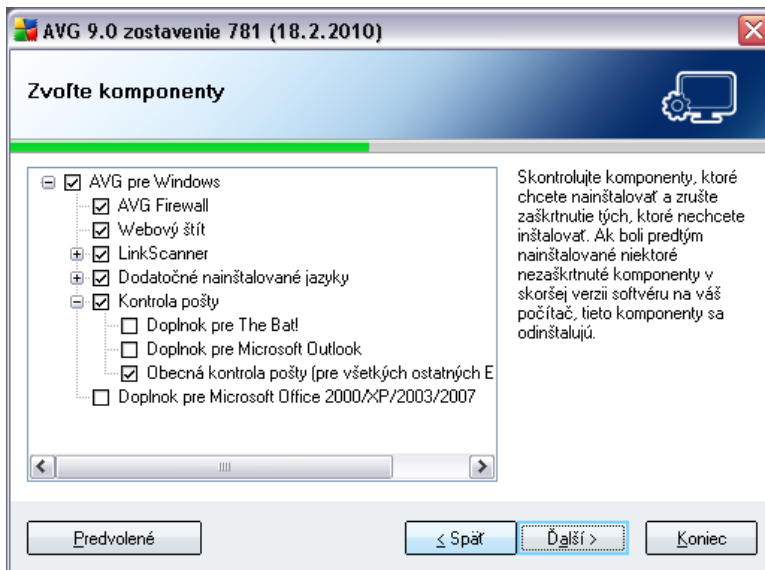 AVG 9.0 zostavenie 781 (18.2.2010)
Zvoľte komponenty
AVG pre Windows
AVG Firewall
Webový štít
LinkScanner
Dodatočné nainštalované jazyky
Kontrola pošty
Doplnok pre The Bat!
Doplnok pre Microsoft Outlook
Obecná kontrola pošty (pre všetkých ostatných E
Doplnok pre Microsoft Office 2000/XP/2003/2007
Skontrolujte komponenty, ktoré
chcete nainštalovať a zrušte
zaškrtnutie tých, ktoré nechcete
inštalovať. Ak boli predtým
nainštalované niektoré
nezaškrtnuté komponenty v
skoršej verzii softvéru na váš
počítač, tieto komponenty sa
odinštalujú.
Predvolené
< Späť
Ďalší >
Koniec